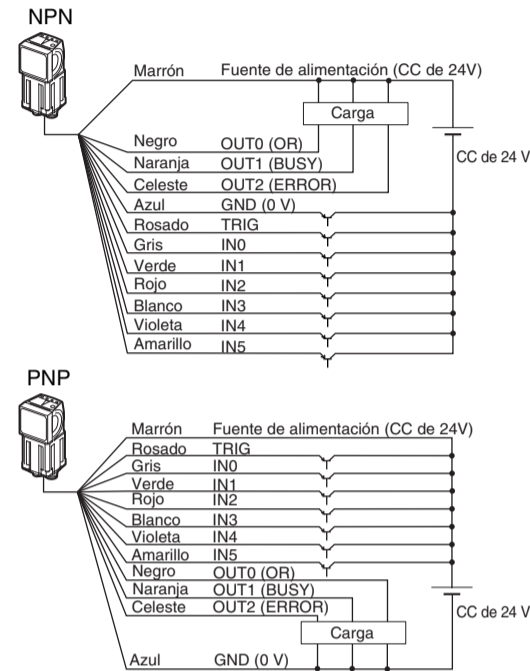 NPN
Marrón Fuente de alimentación (CC de 24V)
Carga
Negro OUT0 (OR)
Naranja OUT1 (BUSY)
CC de 24 V
Celeste OUT2 (ERROR)
Azul GND (0 V)
Rosado TRIG
Gris IN0
Verde IN1
Rojo IN2
Blanco IN3
Violeta IN4
Amarillo IN5
PNP
Marrón Fuente de alimentación (CC de 24V)
Rosado TRIG
Gris IN0
Verde IN1
Rojo IN2
Blanco IN3
Violeta IN4
Amarillo IN5
Negro OUT0 (OR)
Naranja OUT1 (BUSY)
Celeste OUT2 (ERROR)
CC de 24 V
Carga
Azul GND (0 V)